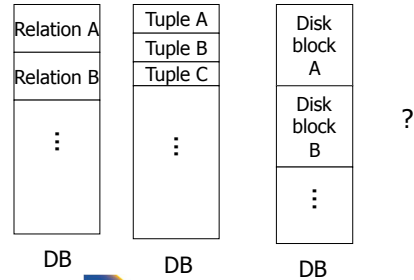 Relation A
Relation B
⋮
DB
Tuple A
Tuple B
Tuple C
⋮
DB
Disk
block
A
Disk
block
B
⋮
DB
?